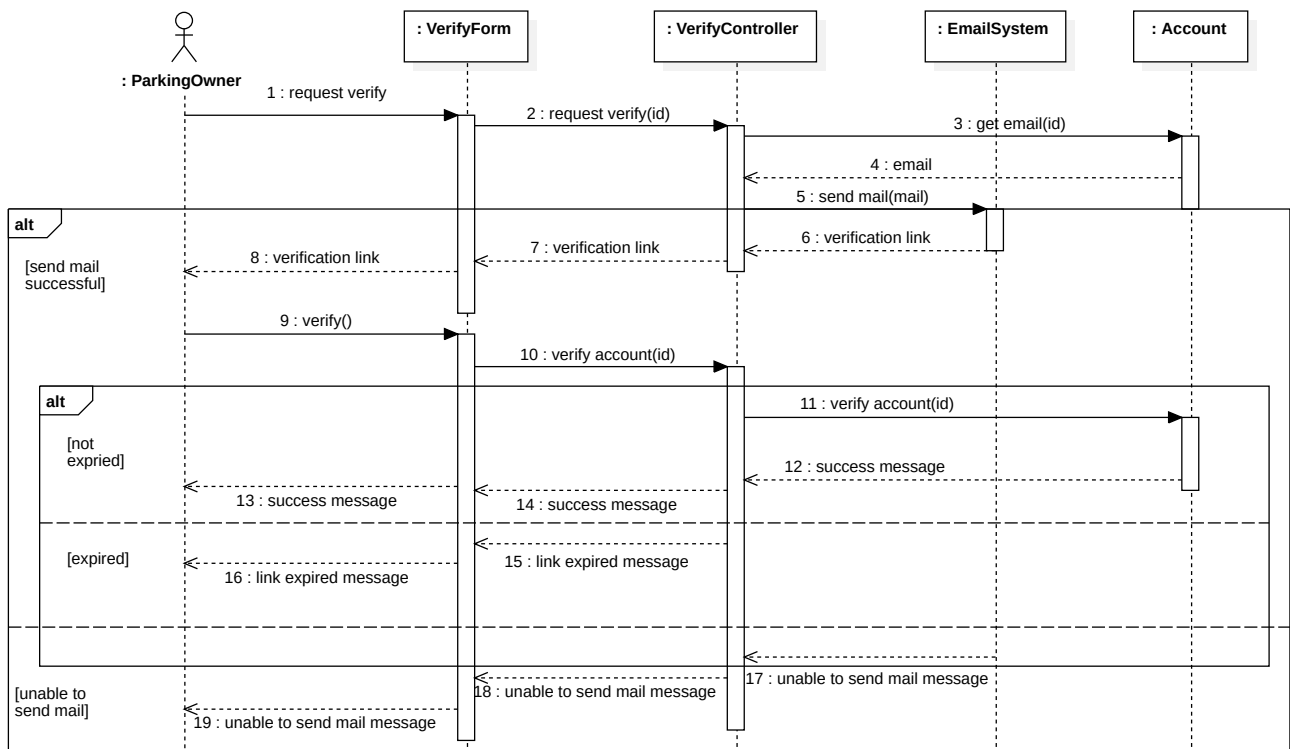 : VerifyForm
: VerifyController
: EmailSystem
: Account
: ParkingOwner
1 : request verify
2 : request verify(id)
3 : get email(id)
4 : email
5 : send mail(mail)
alt
6 : verification link
7 : verification link
8 : verification link
[send mail
successful]
9 : verify()
10 : verify account(id)
alt
11 : verify account(id)
[not
expried]
12 : success message
13 : success message
14 : success message
[expired]
15 : link expired message
16 : link expired message
17 : unable to send mail message
18 : unable to send mail message
[unable to
send mail]
19 : unable to send mail message